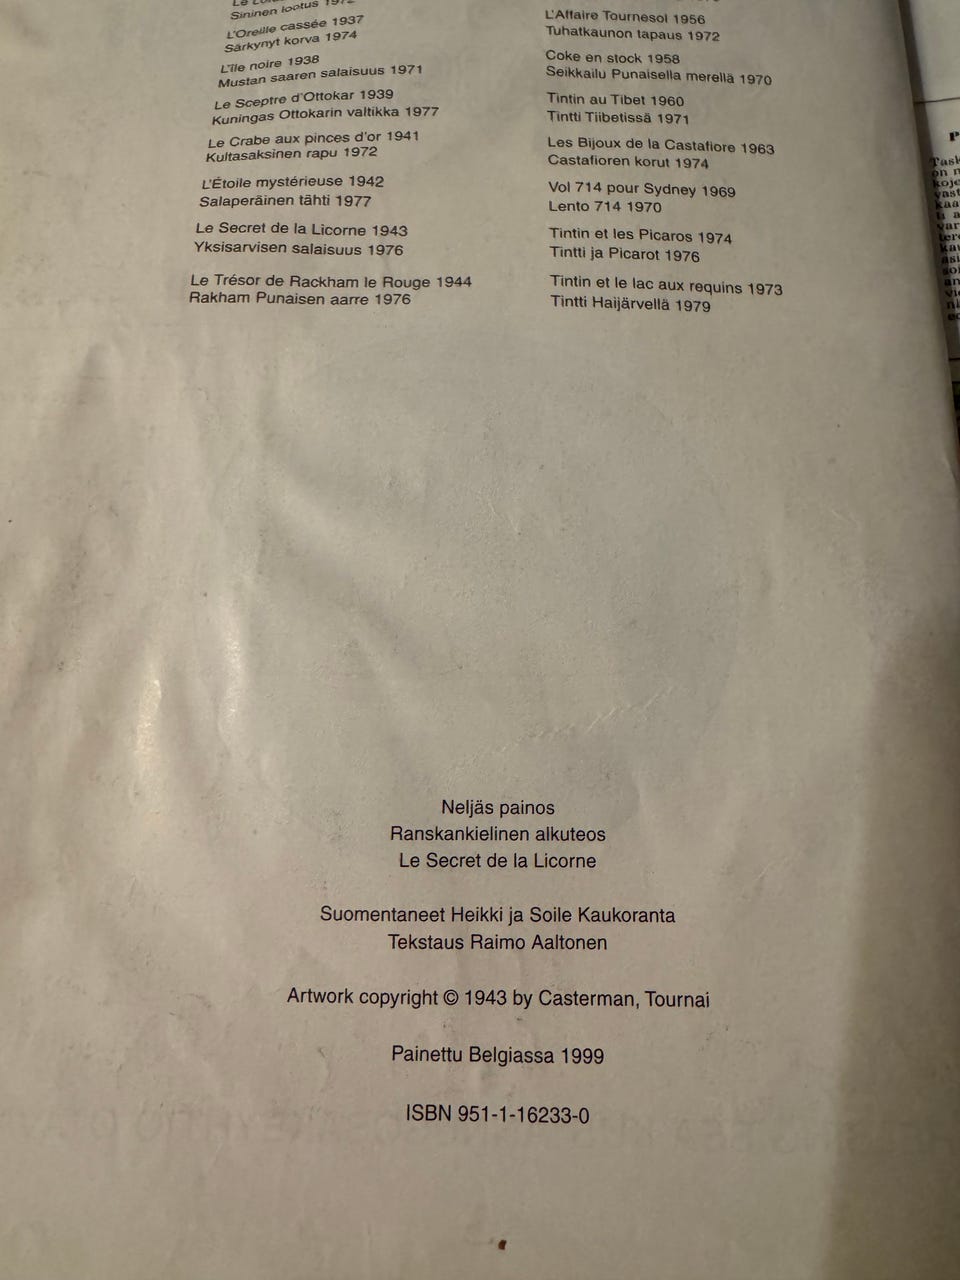 Sininen lootus
L'Oreille cassée 1937
Särkynyt korva 1974
L'île noire 1938
Mustan saaren salaisuus 1971
Le Sceptre d'Ottokar 1939
Kuningas Ottokarin valtikka 1977
Le Crabe aux pinces d'or 1941
Kultasaksinen rapu 1972
L'Étoile mystérieuse 1942
Salaperäinen tähti 1977
Le Secret de la Licorne 1943
Yksisarvisen salaisuus 1976
Le Trésor de Rackham le Rouge 1944
Rakham Punaisen aarre 1976
L'Affaire Tournesol 1956
Tuhatkaunon tapaus 1972
Coke en stock 1958
Seikkailu Punaisella merellä 1970
Tintin au Tibet 1960
Tintti Tiibetissä 1971
Les Bijoux de la Castafiore 1963
Castafioren korut 1974
Vol 714 pour Sydney 1969
Lento 714 1970
Tintin et les Picaros 1974
Tintti ja Picarot 1976
Tintin et le lac aux requins 1973
Tintti Haijärvellä 1979
Neljäs painos
Ranskankielinen alkuteos
Le Secret de la Licorne
Suomentaneet Heikki ja Soile Kaukoranta
Tekstaus Raimo Aaltonen
Artwork copyright © 1943 by Casterman, Tournai
Painettu Belgiassa 1999
ISBN 951-1-16233-0